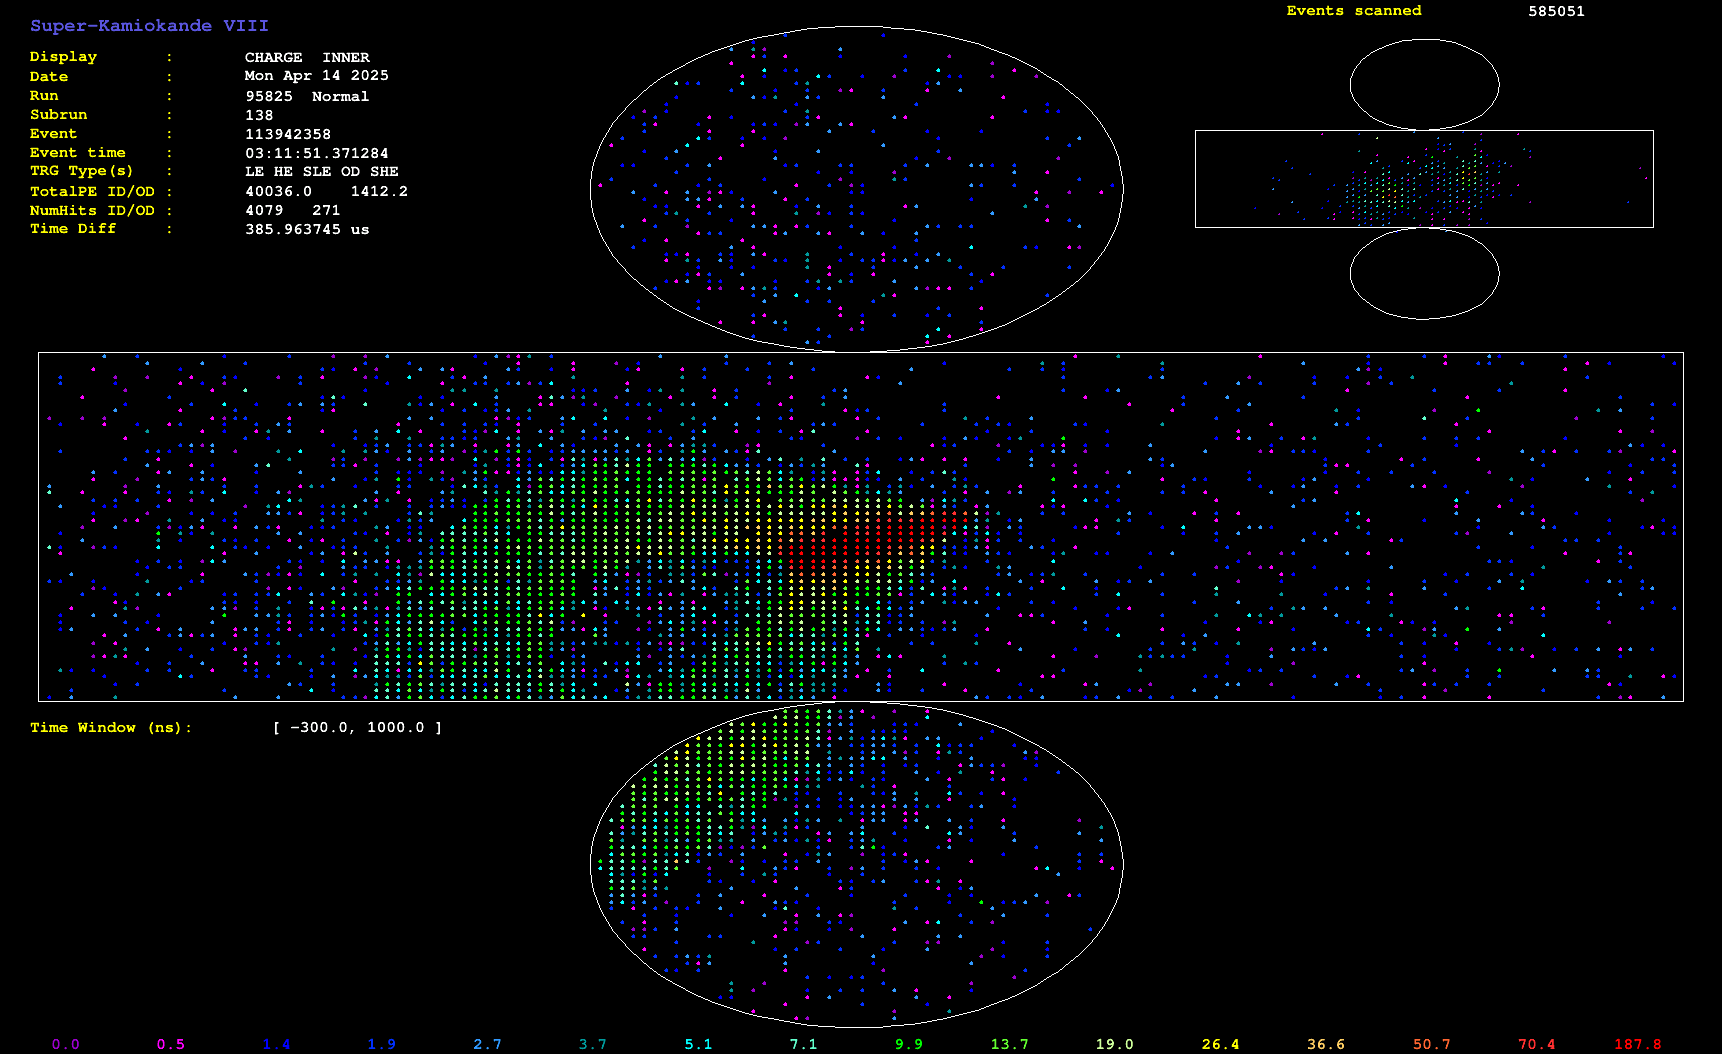 Super-Kamiokande VIII
Events scanned 585051
Display : CHARGE INNER
Date : Mon Apr 14 2025
Run : 95825 Normal
Subrun : 138
Event : 113942358
Event time : 03:11:51.371284
TRG Type(s) : LE HE SLE OD SHE
TotalPE ID/OD : 40036.0 1412.2
NumHits ID/OD : 4079 271
Time Diff : 385.963745 us
Time Window (ns): [ -300.0, 1000.0 ]
0.0 0.5 1.4 1.9 2.7 3.7 5.1 7.1 9.9 13.7 19.0 26.4 36.6 50.7 70.4 187.8